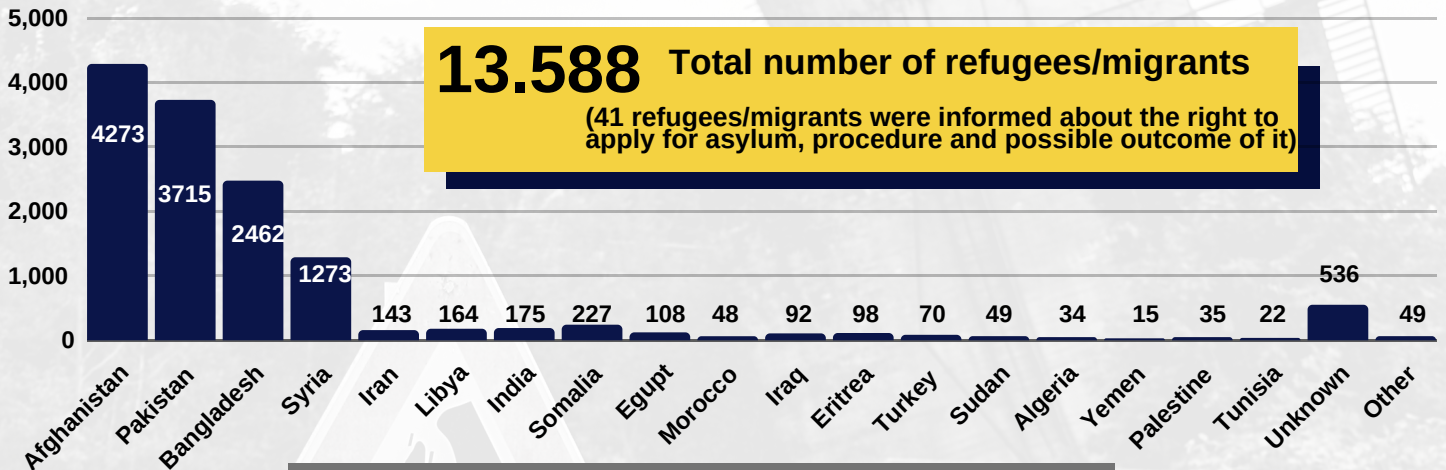 5,000
4,000
3,000
2,000
1,000
0
13.588 Total number of refugees/migrants
(41 refugees/migrants were informed about the right to
apply for asylum, procedure and possible outcome of it)
4273
3715
2462
1273
143
164
175
227
108
48
92
98
70
49
34
15
35
22
536
49
Afghanistan
Pakistan
Bangladesh
Syria
Iran
Libya
India
Somalia
Egupt
Morocco
Iraq
Eritrea
Turkey
Sudan
Algeria
Yemen
Palestine
Tunisia
Unknown
Other